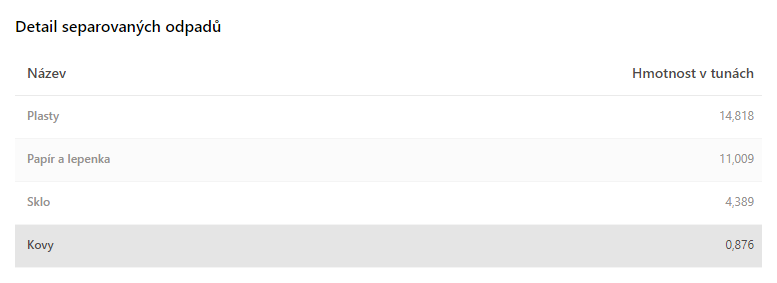 Detail separovaných odpadů
Název Hmotnost v tunách
Plasty 14,818
Papír a lepenka 11,009
Sklo 4,389
Kovy 0,876